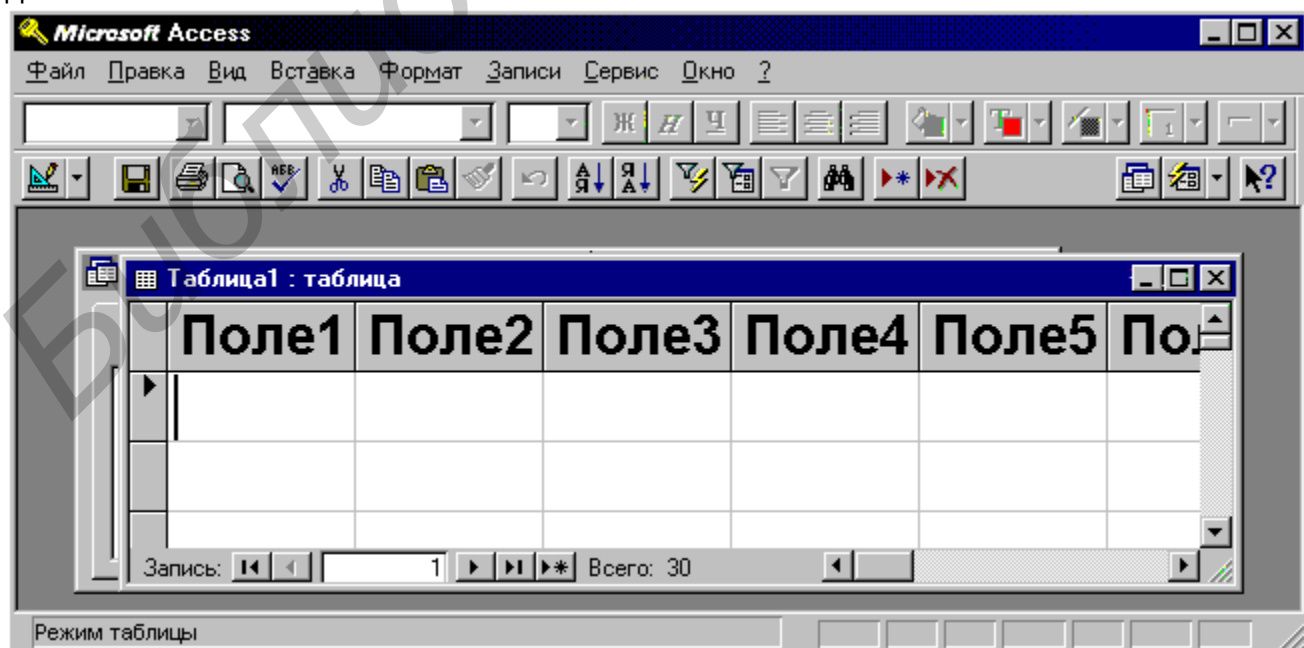 Microsoft Access
Файл Правка Вид Вставка Формат Записи Сервис Окно ?
Ж Н Ч
Таблица1 : таблица
Поле1 Поле2 Поле3 Поле4 Поле5
Запись: 1 Всего: 30
Режим таблицы